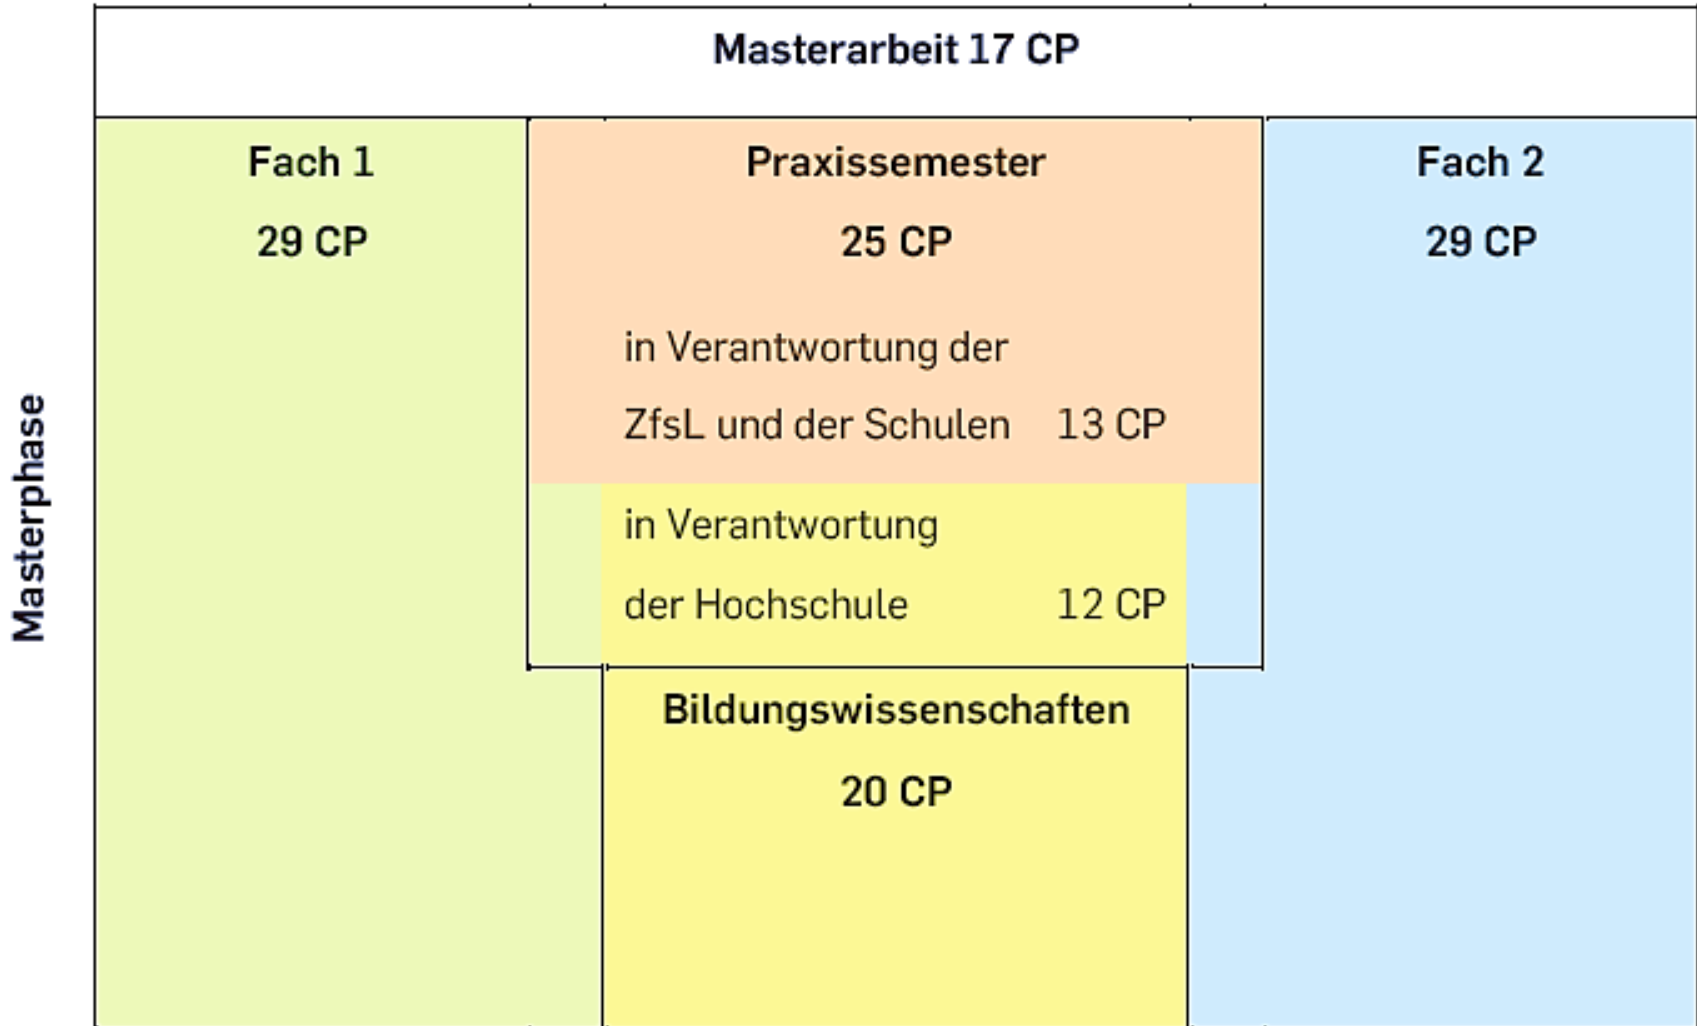 Masterarbeit 17 CP
Masterphase
Fach 1
29 CP
Praxissemester
25 CP
in Verantwortung der
ZfsL und der Schulen 13 CP
in Verantwortung
der Hochschule 12 CP
Bildungswissenschaften
20 CP
Fach 2
29 CP